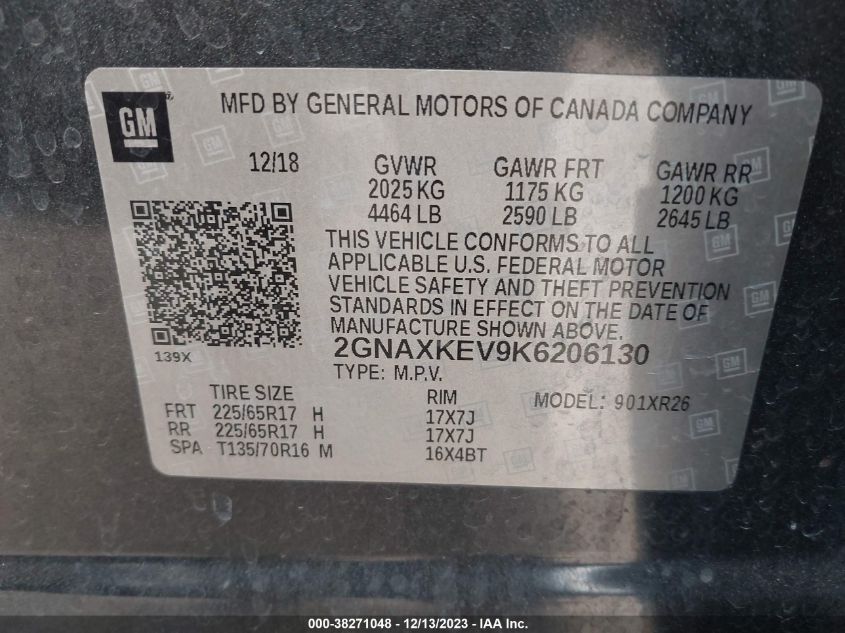 GM
MFD BY GENERAL MOTORS OF CANADA COMPANY
12/18 GVWR GAWR FRT GAWR RR
2025 KG 1175 KG 1200 KG
4464 LB 2590 LB 2645 LB
THIS VEHICLE CONFORMS TO ALL
APPLICABLE U.S. FEDERAL MOTOR
VEHICLE SAFETY AND THEFT PREVENTION
STANDARDS IN EFFECT ON THE DATE OF
MANUFACTURE SHOWN ABOVE.
139X
2GNAXKEV9K6206130
TYPE: M.P.V.
TIRE SIZE RIM MODEL: 901XR26
FRT 225/65R17 H 17X7J
RR 225/65R17 H 17X7J
SPA T135/70R16 M 16X4BT
000-38271048 - 12/13/2023 - IAA Inc.